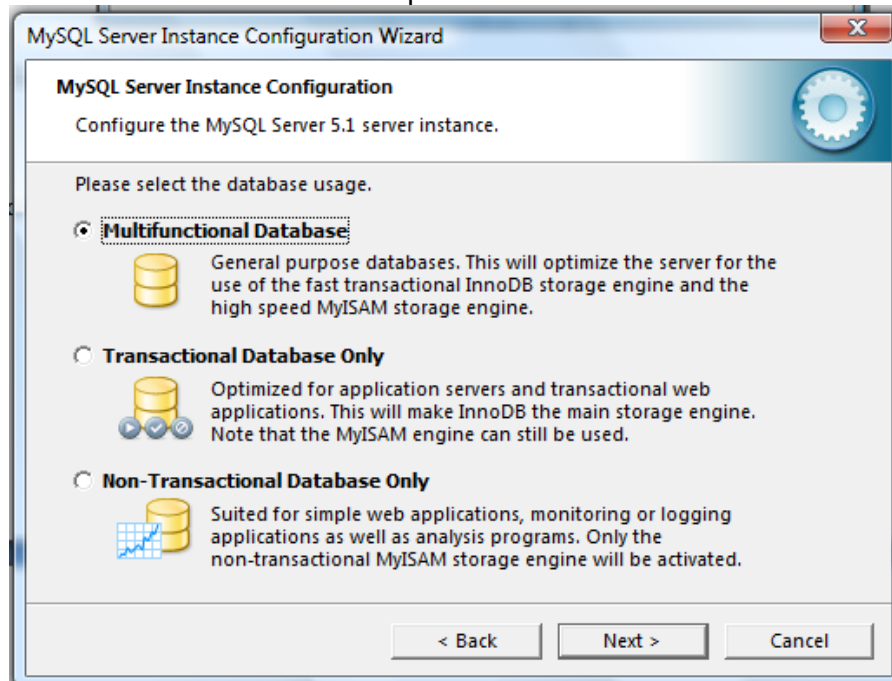 MySQL Server Instance Configuration Wizard
MySQL Server Instance Configuration
Configure the MySQL Server 5.1 server instance.
Please select the database usage.
Multifunctional Database
General purpose databases. This will optimize the server for the
use of the fast transactional InnoDB storage engine and the
high speed MyISAM storage engine.
Transactional Database Only
Optimized for application servers and transactional web
applications. This will make InnoDB the main storage engine.
Note that the MyISAM engine can still be used.
Non-Transactional Database Only
Suited for simple web applications, monitoring or logging
applications as well as analysis programs. Only the
non-transactional MyISAM storage engine will be activated.
< Back Next > Cancel